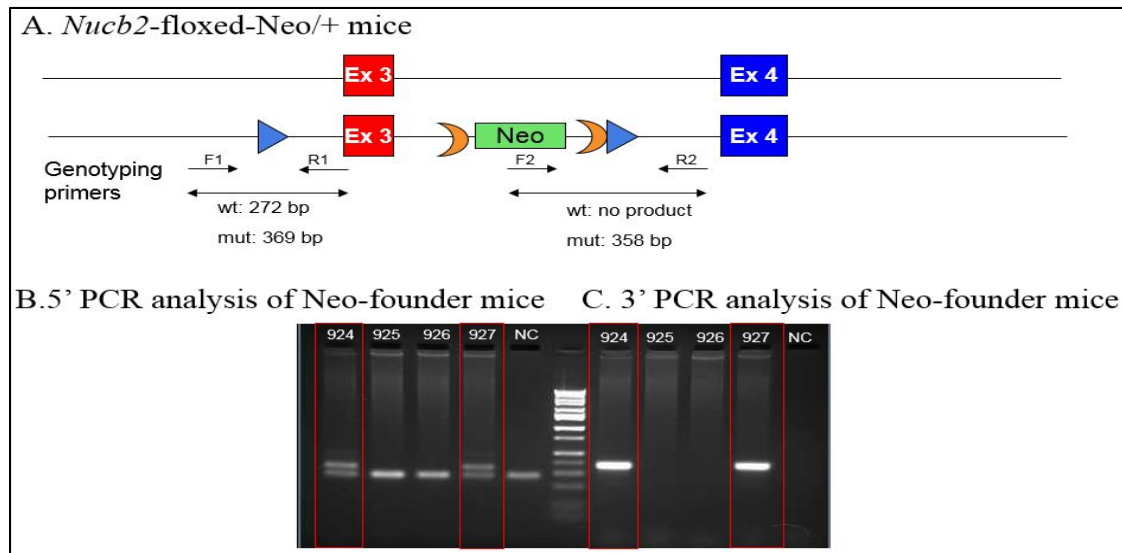 A. Nucb2-floxed-Neo/+ mice
Ex 3 Ex 4
Ex 3 Neo Ex 4
Genotyping primers
F1 R1 F2 R2
wt: 272 bp wt: no product
mut: 369 bp mut: 358 bp
B.5’ PCR analysis of Neo-founder mice C. 3’ PCR analysis of Neo-founder mice
924 925 926 927 NC 924 925 926 927 NC